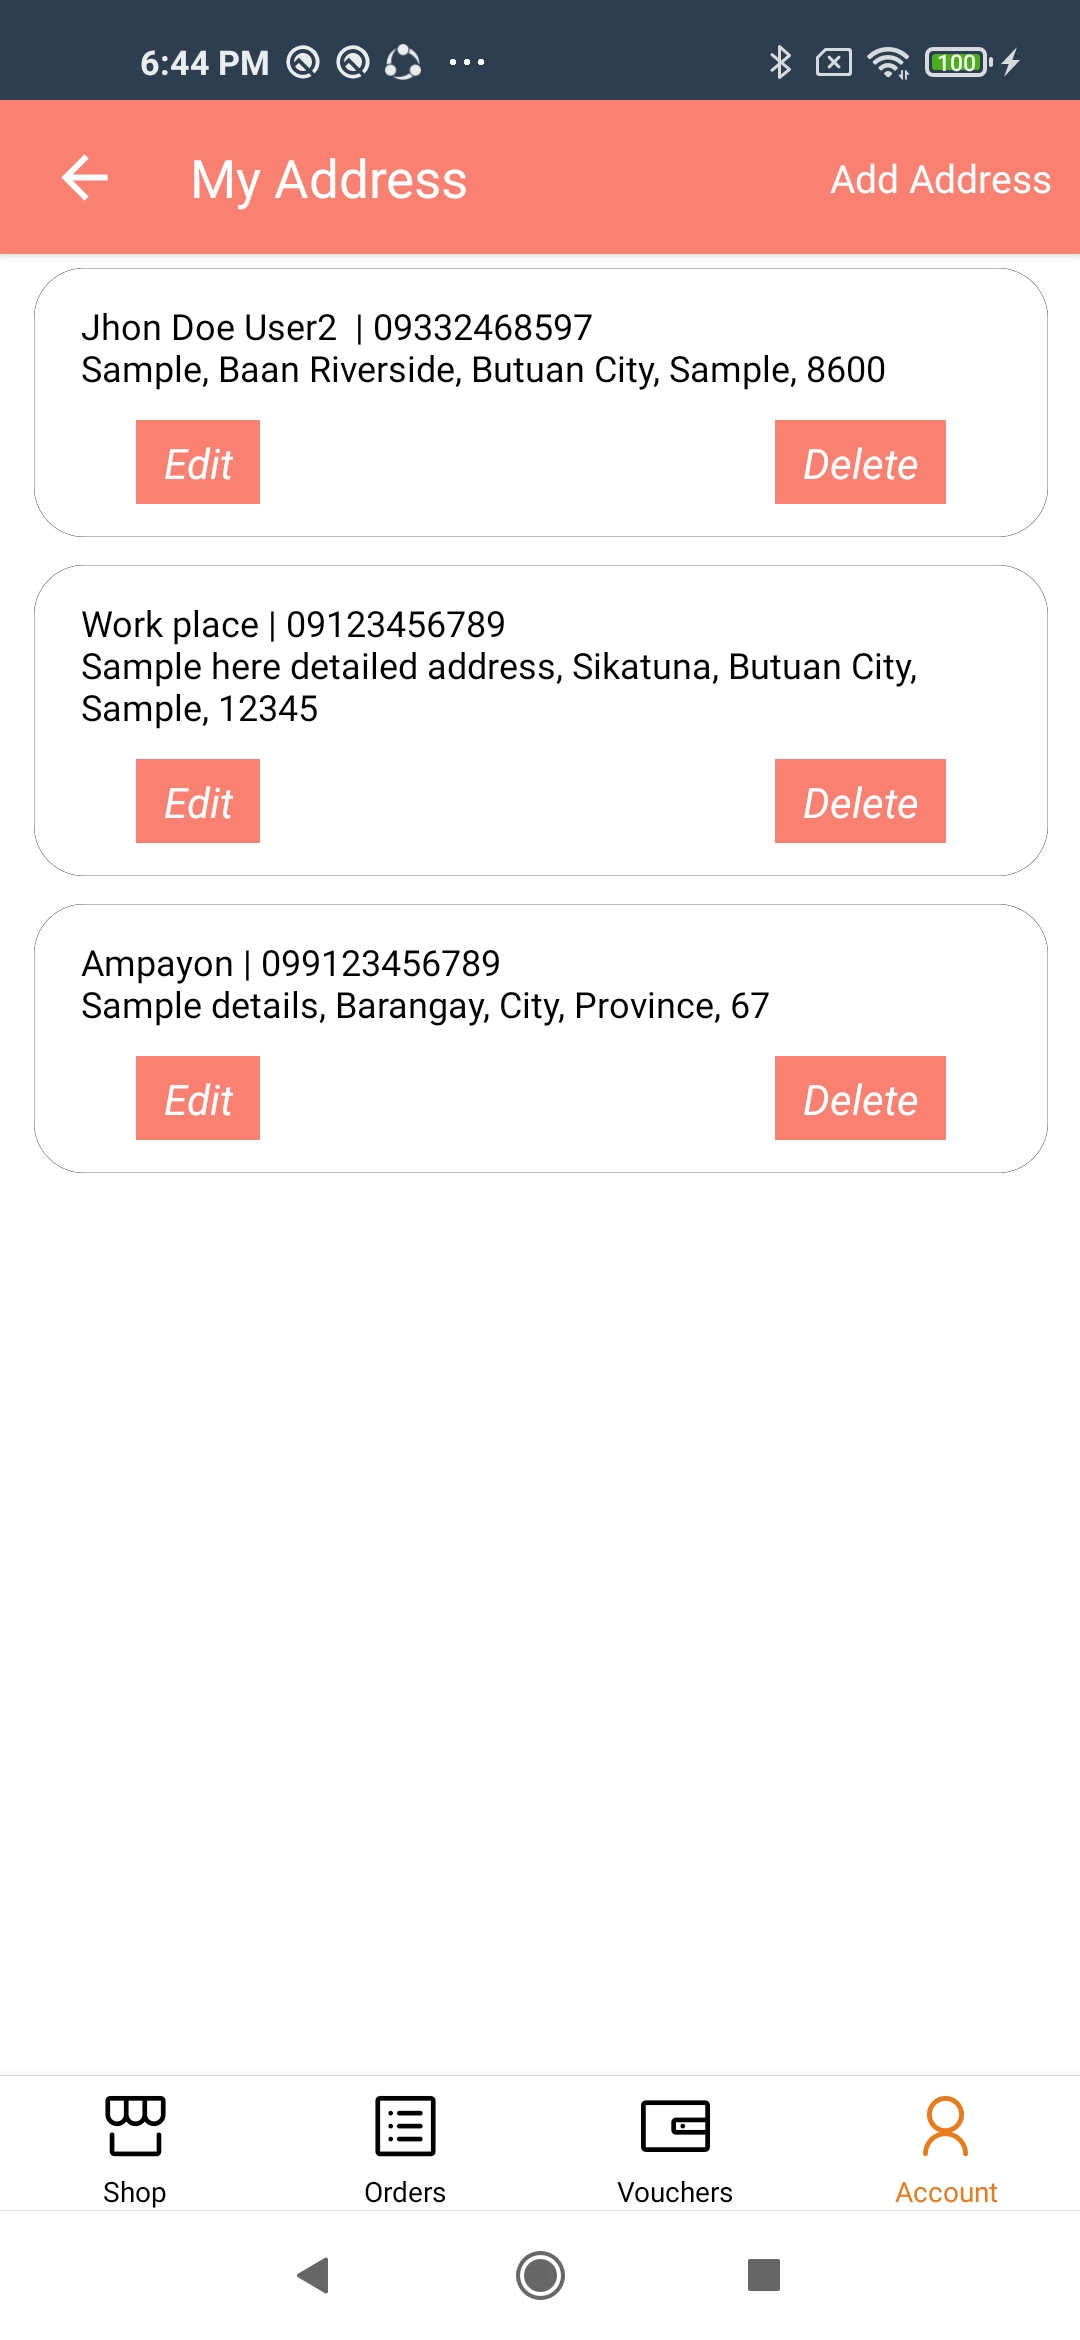 6:44 PM
100
My Address
Add Address
Jhon Doe User2  | 09332468597
Sample, Baan Riverside, Butuan City, Sample, 8600
Edit
Delete
Work place | 09123456789
Sample here detailed address, Sikatuna, Butuan City,
Sample, 12345
Edit
Delete
Ampayon | 099123456789
Sample details, Barangay, City, Province, 67
Edit
Delete
Shop
Orders
Vouchers
Account